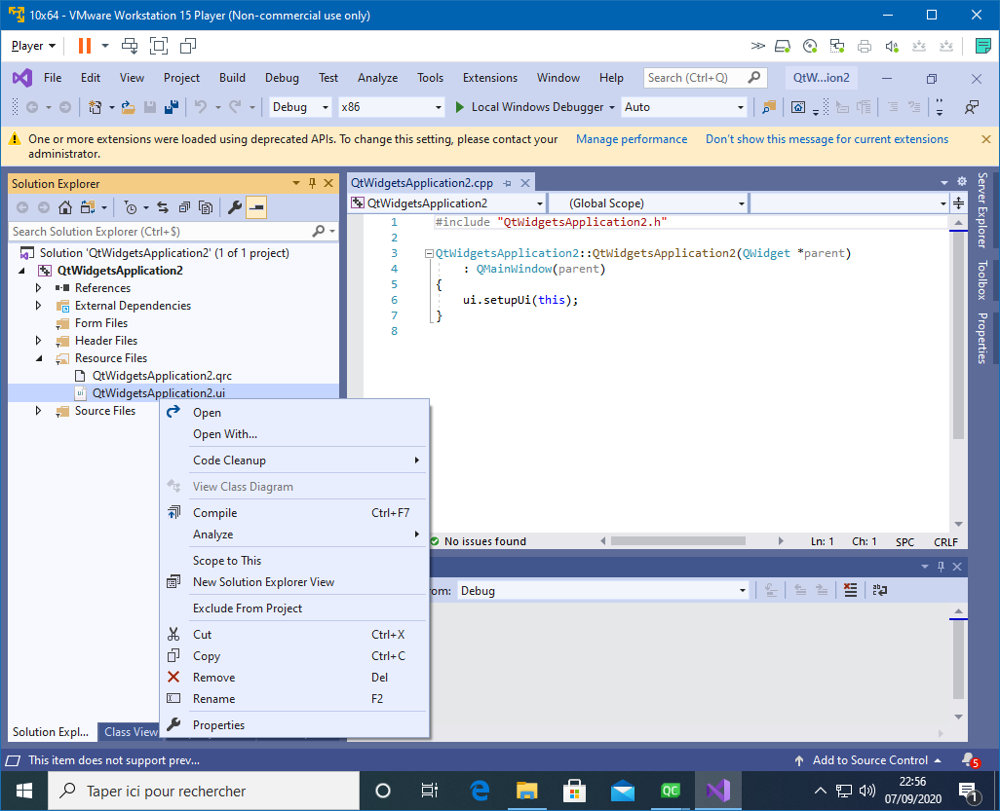 10x64 - VMware Workstation 15 Player (Non-commercial use only)
Player
File Edit View Project Build Debug Test Analyze Tools Extensions Window Help Search (Ctrl+Q) QtW...ion2
Debug x86 Local Windows Debugger Auto
One or more extensions were loaded using deprecated APIs. To change this setting, please contact your administrator. Manage performance Don't show this message for current extensions
Solution Explorer
Search Solution Explorer (Ctrl+$)
Solution 'QtWidgetsApplication2' (1 of 1 project)
QtWidgetsApplication2
References
External Dependencies
Form Files
Header Files
Resource Files
QtWidgetsApplication2.qrc
QtWidgetsApplication2.ui
Source Files
Open
Open With...
Code Cleanup
View Class Diagram
Compile Ctrl+F7
Analyze
Scope to This
New Solution Explorer View
Exclude From Project
Cut Ctrl+X
Copy Ctrl+C
Remove Del
Rename F2
Properties
Solution Expl... Class View
QtWidgetsApplication2.cpp
QtWidgetsApplication2 (Global Scope)
1 #include "QtWidgetsApplication2.h"
2
3 QtWidgetsApplication2::QtWidgetsApplication2(QWidget *parent)
4 : QMainWindow(parent)
5 {
6 ui.setupUi(this);
7 }
8
No issues found Ln: 1 Ch: 1 SPC CRLF
om: Debug
Server Explorer
Toolbox
Properties
This item does not support prev... Add to Source Control 5
Taper ici pour rechercher
QC
22:56
07/09/2020
1